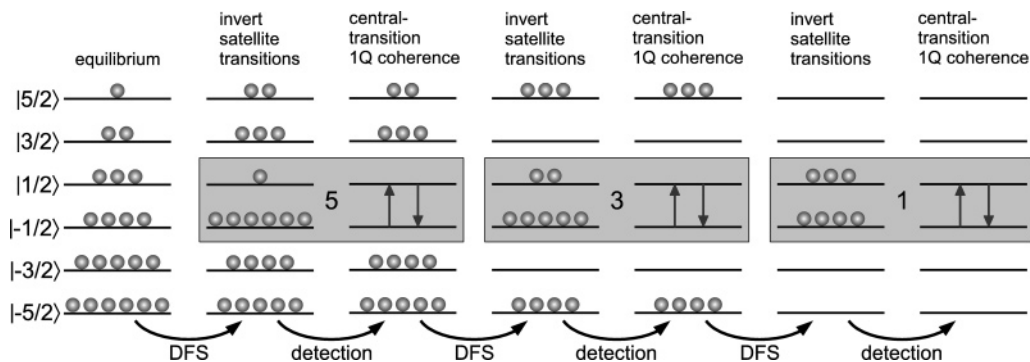 equilibrium
invert
satellite
transitions
central-
transition
1Q coherence
invert
satellite
transitions
central-
transition
1Q coherence
invert
satellite
transitions
central-
transition
1Q coherence
|5/2⟩
|3/2⟩
|1/2⟩
|-1/2⟩
|-3/2⟩
|-5/2⟩
5
3
1
DFS
detection
DFS
detection
DFS
detection